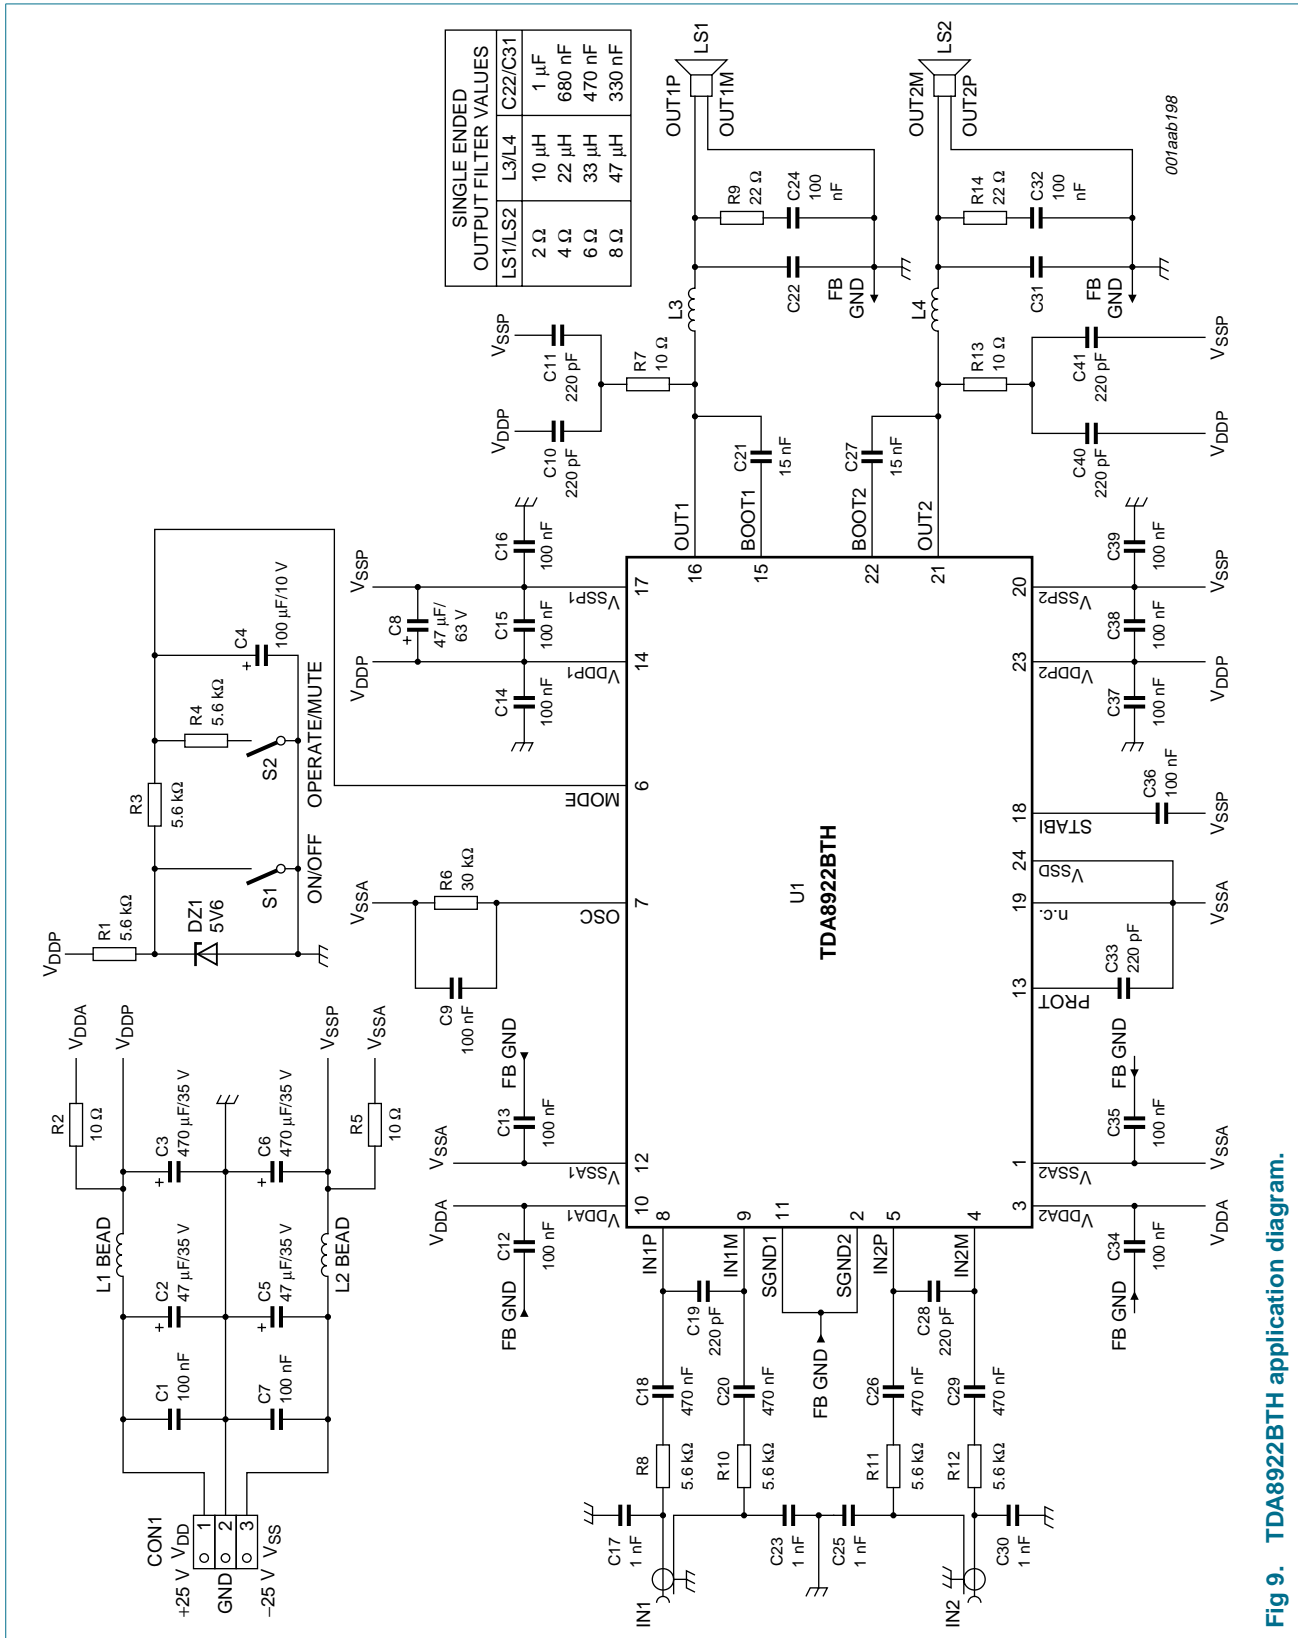 SINGLE ENDED
OUTPUT FILTER VALUES
LS1/LS2 L3/L4 C22/C31
2 Ω 10 μH 1 μF
4 Ω 22 μH 680 nF
6 Ω 33 μH 470 nF
8 Ω 47 μH 330 nF
CON1
+25 V VDD 1
GND 2
−25 V VSS 3
C1
100 nF
C7
100 nF
C2
47 μF/35 V
C5
47 μF/35 V
L1 BEAD
L2 BEAD
C3
470 μF/35 V
C6
470 μF/35 V
R2
10 Ω
R5
10 Ω
VDDA
VDDP
VSSP
VSSA
VDDP
R1
5.6 kΩ
DZ1
5V6
S1
ON/OFF
R3
5.6 kΩ
R4
5.6 kΩ
S2
OPERATE/MUTE
C4
100 μF/10 V
FB GND
C12
100 nF
VDDA
VSSA
C13
100 nF
FB GND
C9
100 nF
VSSA
R6
30 kΩ
VDDP
C8
47 μF/
63 V
VSSP
C14
100 nF
C15
100 nF
C16
100 nF
VDDP
C10
220 pF
VSSP
C11
220 pF
R7
10 Ω
10
VDDA1
12
VSSA1
7
OSC
6
MODE
14
VDDP1
17
VSSP1
IN1
C17
1 nF
R8
5.6 kΩ
C18
470 nF
IN1P
8
C19
220 pF
R10
5.6 kΩ
C20
470 nF
IN1M
9
C23
1 nF
SGND1
11
FB GND
SGND2
2
C25
1 nF
R11
5.6 kΩ
C26
470 nF
IN2P
5
C28
220 pF
IN2
R12
5.6 kΩ
C29
470 nF
IN2M
4
C30
1 nF
U1
TDA8922BTH
16
OUT1
15
BOOT1
C21
15 nF
22
BOOT2
C27
15 nF
21
OUT2
L3
C22
R9
22 Ω
C24
100
nF
FB
GND
OUT1P
OUT1M
LS1
L4
C31
R14
22 Ω
C32
100
nF
FB
GND
OUT2M
OUT2P
LS2
R13
10 Ω
C40
220 pF
VDDP
C41
220 pF
VSSP
3
VDDA2
1
VSSA2
13
PROT
19
n.c.
24
VSSD
18
STABI
23
VDDP2
20
VSSP2
FB GND
C34
100 nF
VDDA
C35
100 nF
FB GND
VSSA
C33
220 pF
VSSA
C36
100 nF
VSSP
C37
100 nF
C38
100 nF
C39
100 nF
VDDP
VSSP
001aab198
Fig 9. TDA8922BTH application diagram.